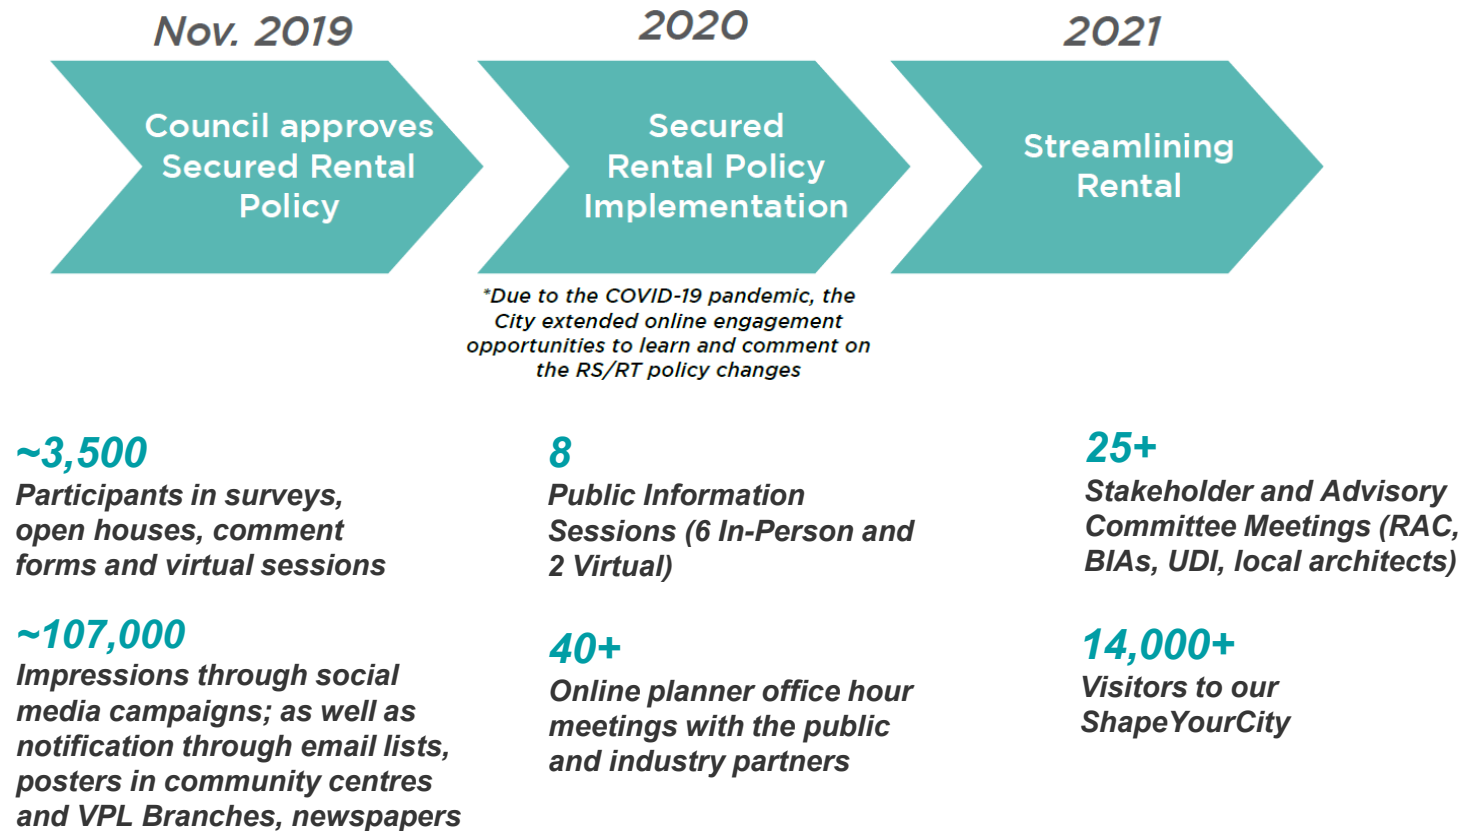 Nov. 2019
Council approves
Secured Rental
Policy
2020
Secured
Rental Policy
Implementation
*Due to the COVID-19 pandemic, the
City extended online engagement
opportunities to learn and comment on
the RS/RT policy changes
2021
Streamlining
Rental
~3,500
Participants in surveys,
open houses, comment
forms and virtual sessions
~107,000
Impressions through social
media campaigns; as well as
notification through email lists,
posters in community centres
and VPL Branches, newspapers
8
Public Information
Sessions (6 In-Person and
2 Virtual)
40+
Online planner office hour
meetings with the public
and industry partners
25+
Stakeholder and Advisory
Committee Meetings (RAC,
BIAs, UDI, local architects)
14,000+
Visitors to our
ShapeYourCity